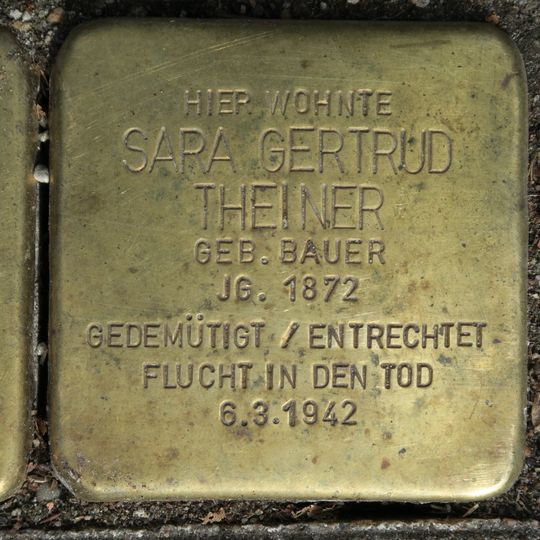 HIER WOHNTE
SARA GERTRUD
THEINER
GEB. BAUER
JG. 1872
GEDEMÜTIGT / ENTRECHTET
FLUCHT IN DEN TOD
6.3.1942